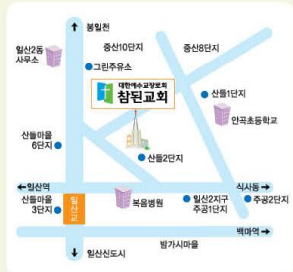 봉일천
일산2동
사무소
중산10단지
중산8단지
그린주유소
대한예수교장로회
참된교회
산들1단지
안곡초등학교
산들마을
6단지
산들2단지
←일산역
식사동→
산들마을
3단지
일산교
복음병원
일산2지구
주공1단지
주공2단지
백마역→
밤가시마을
일산신도시